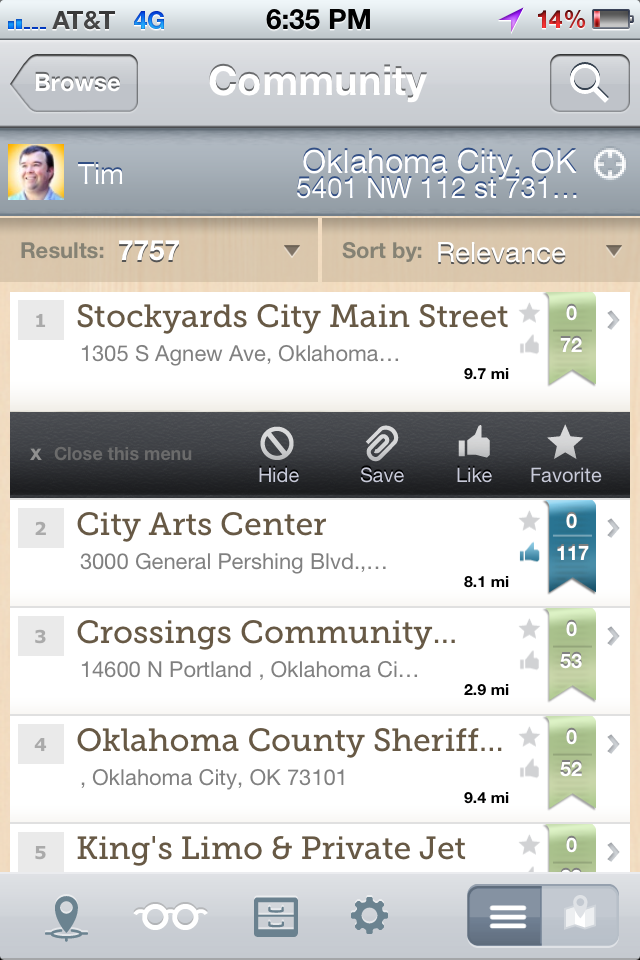 AT&T 4G 6:35 PM 14%
Browse Community
Tim Oklahoma City, OK
5401 NW 112 st 731...
Results: 7757 Sort by: Relevance
1 Stockyards City Main Street 0
1305 S Agnew Ave, Oklahoma... 72
9.7 mi
x Close this menu Hide Save Like Favorite
2 City Arts Center 0
3000 General Pershing Blvd.,... 117
8.1 mi
3 Crossings Community... 0
14600 N Portland , Oklahoma Ci... 53
2.9 mi
4 Oklahoma County Sheriff... 0
, Oklahoma City, OK 73101 52
9.4 mi
5 King's Limo & Private Jet 0